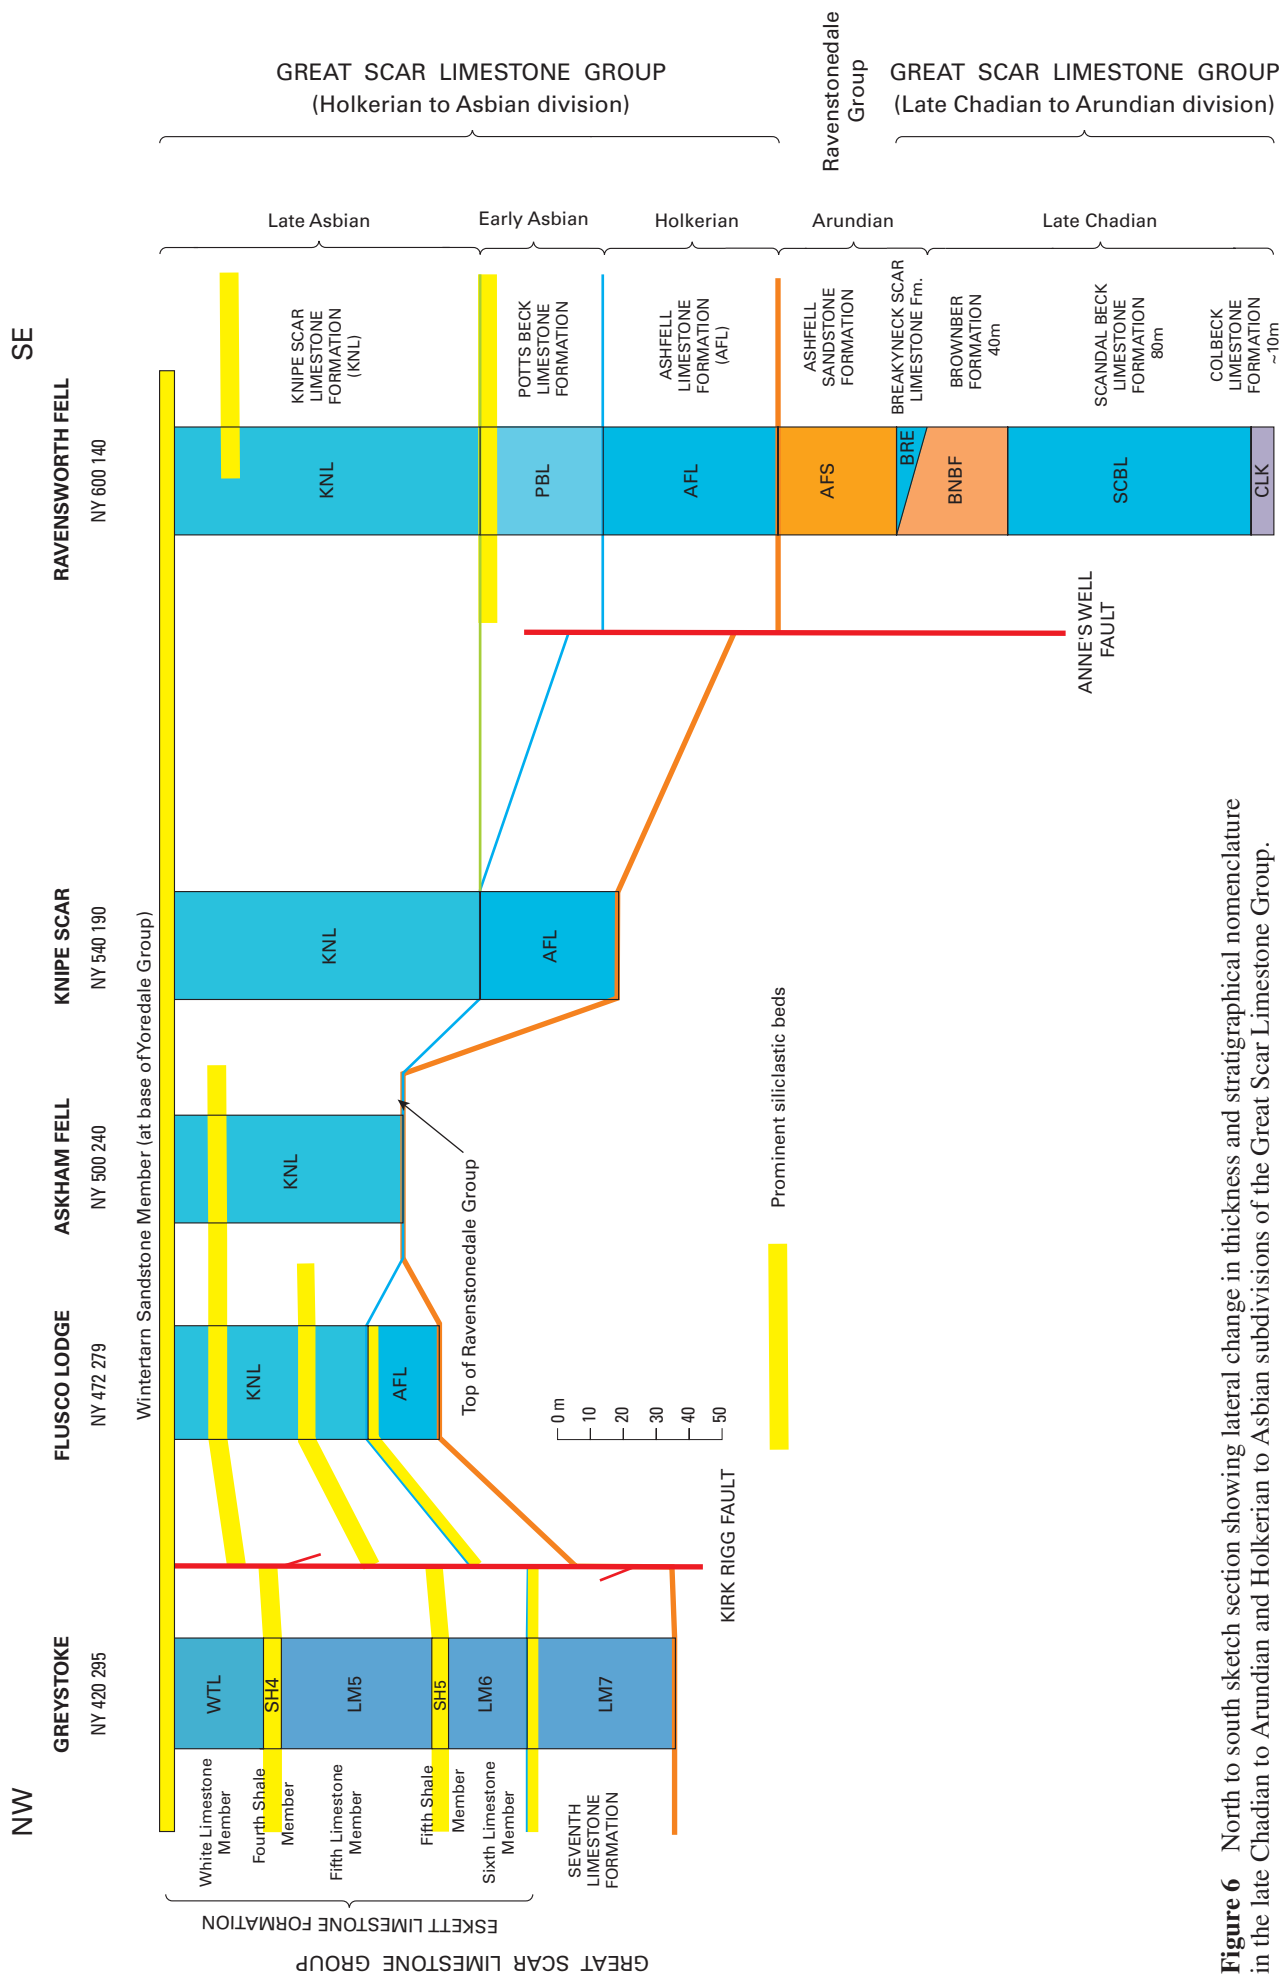 NW
SE
GREYSTOKE
NY 420 295
FLUSCO LODGE
NY 472 279
ASKHAM FELL
NY 500 240
KNIPE SCAR
NY 540 190
RAVENSWORTH FELL
NY 600 140
Wintertarn Sandstone Member (at base of Yoredale Group)
GREAT SCAR LIMESTONE GROUP
ESKETT LIMESTONE FORMATION
White Limestone
Member
Fourth Shale
Member
Fifth Limestone
Member
Fifth Shale
Member
Sixth Limestone
Member
SEVENTH
LIMESTONE
FORMATION
WTL
SH4
LM5
SH5
LM6
LM7
KIRK RIGG FAULT
KNL
AFL
0 m
10
20
30
40
50
Top of Ravenstonedale Group
KNL
Prominent siliclastic beds
KNL
AFL
ANNE'S WELL
FAULT
KNL
PBL
AFL
AFS
BRE
BNBF
SCBL
CLK
KNIPE SCAR
LIMESTONE
FORMATION
(KNL)
POTTS BECK
LIMESTONE
FORMATION
ASHFELL
LIMESTONE
FORMATION
(AFL)
ASHFELL
SANDSTONE
FORMATION
BREAKYNECK SCAR
LIMESTONE Fm.
BROWNBER
FORMATION
40m
SCANDAL BECK
LIMESTONE
FORMATION
80m
COLBECK
LIMESTONE
FORMATION
~10m
Late Asbian
Early Asbian
Holkerian
Arundian
Late Chadian
GREAT SCAR LIMESTONE GROUP
(Holkerian to Asbian division)
Ravenstonedale
Group
GREAT SCAR LIMESTONE GROUP
(Late Chadian to Arundian division)
Figure 6 North to south sketch section showing lateral change in thickness and stratigraphical nomenclature
in the late Chadian to Arundian and Holkerian to Asbian subdivisions of the Great Scar Limestone Group.